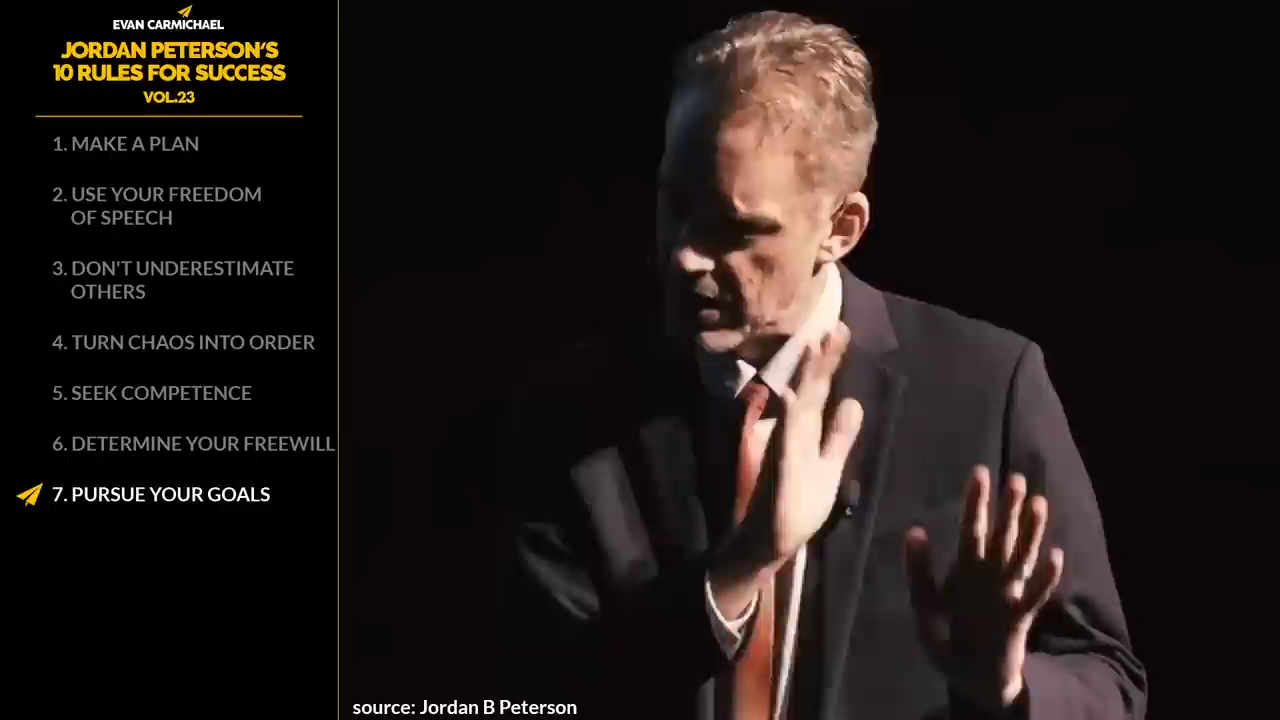 EVAN CARMICHAEL
JORDAN PETERSON'S
10 RULES FOR SUCCESS
VOL.23
1. MAKE A PLAN
2. USE YOUR FREEDOM
OF SPEECH
3. DON'T UNDERESTIMATE
OTHERS
4. TURN CHAOS INTO ORDER
5. SEEK COMPETENCE
6. DETERMINE YOUR FREEWILL
7. PURSUE YOUR GOALS
source: Jordan B Peterson